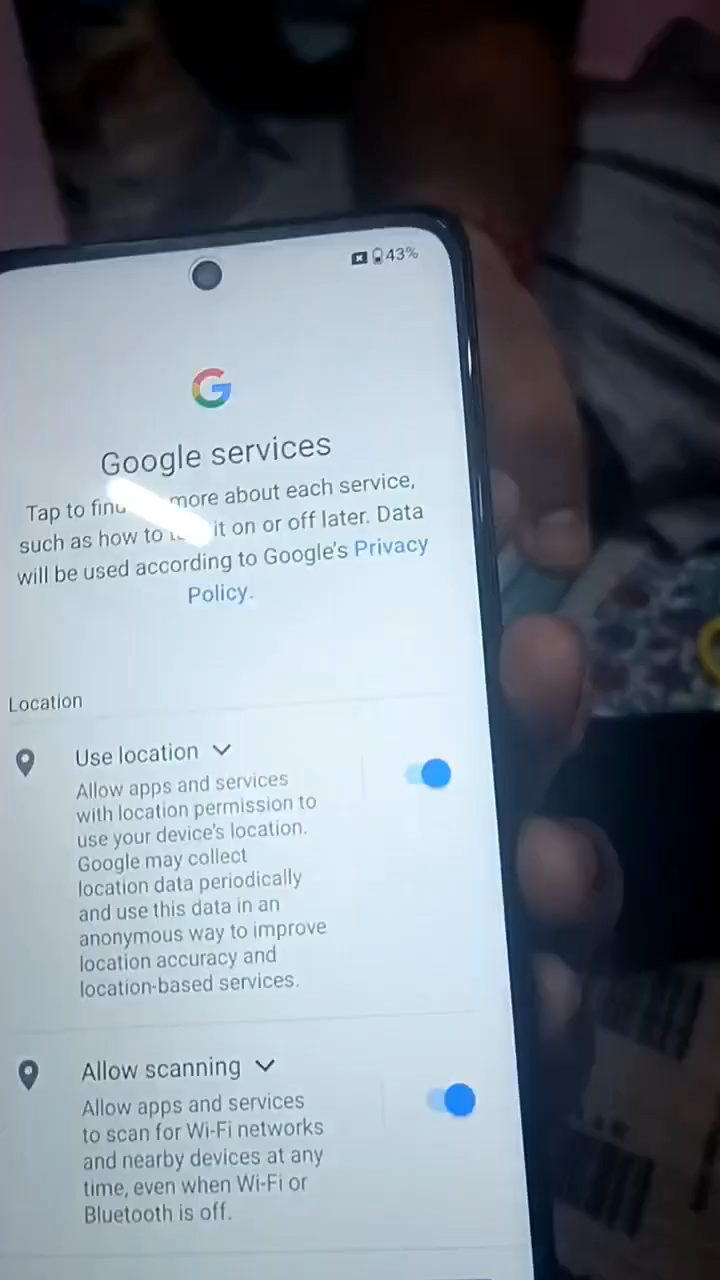 43%
G
Google services
Tap to find more about each service,
such as how to it on or off later. Data
will be used according to Google's Privacy
Policy.
Location
Use location
Allow apps and services
with location permission to
use your device's location.
Google may collect
location data periodically
and use this data in an
anonymous way to improve
location accuracy and
location-based services.
Allow scanning
Allow apps and services
to scan for Wi-Fi networks
and nearby devices at any
time, even when Wi-Fi or
Bluetooth is off.